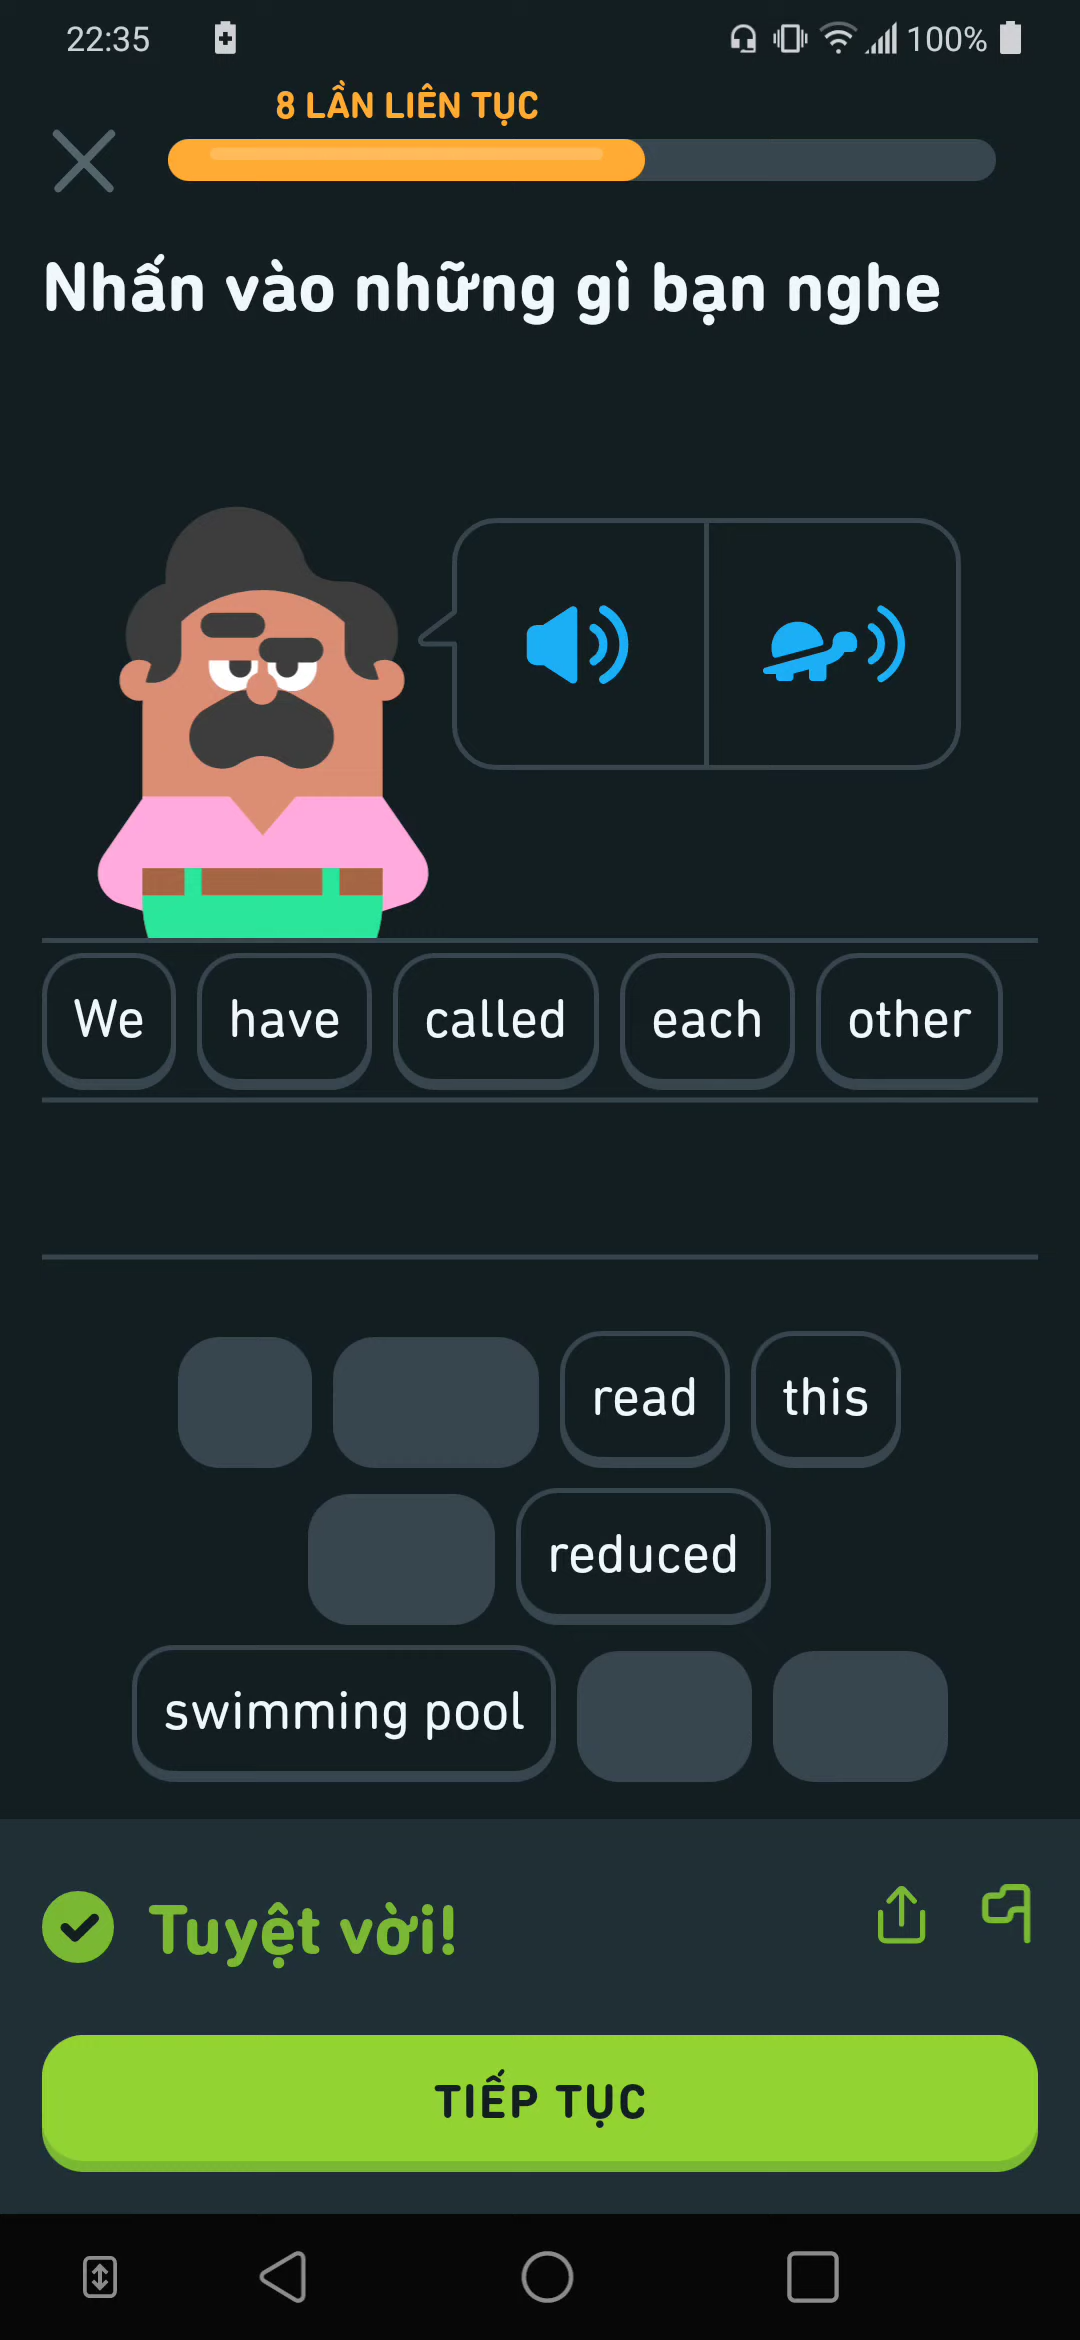 22:35
100%
8 LẦN LIÊN TỤC
Nhấn vào những gì bạn nghe
We have called each other
read this
reduced
swimming pool
Tuyệt vời!
TIẾP TỤC